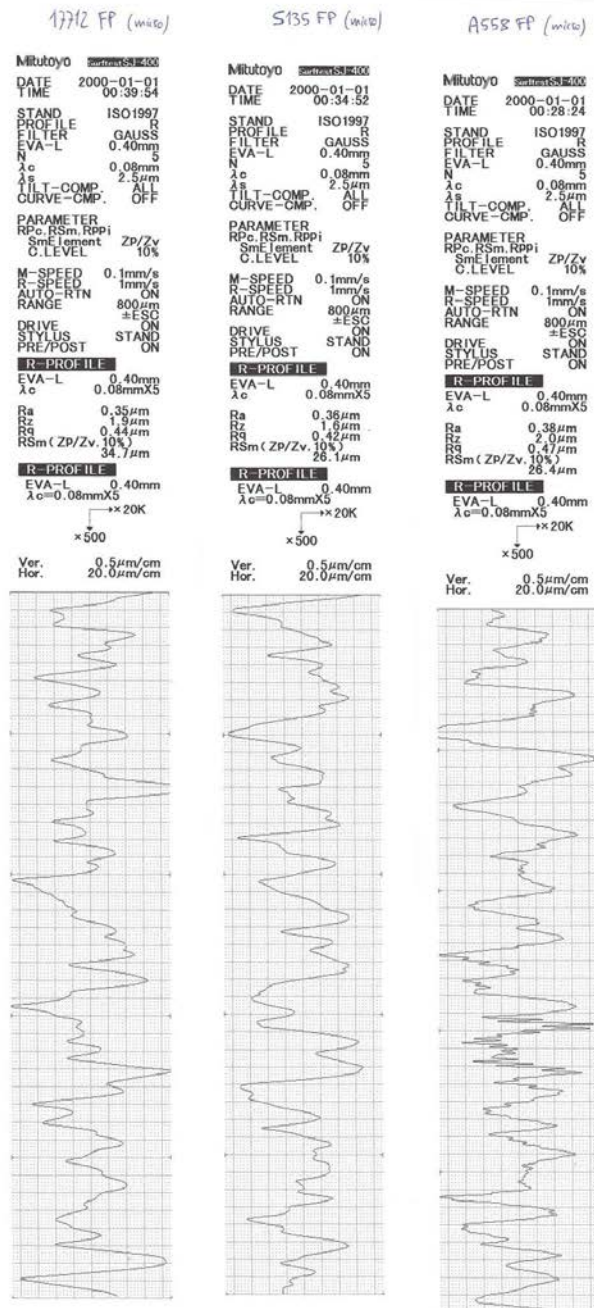 17712 FP (micro)
Mitutoyo SurftestSJ-400
DATE 2000-01-01
TIME 00:39:54
STAND ISO1997
PROFILE R
FILTER GAUSS
EVA-L 0.40mm
N 5
λc 0.08mm
λs 2.5μm
TILT-COMP. ALL
CURVE-CMP. OFF
PARAMETER
RPc.RSm.RPPi
SmElement ZP/Zv
C.LEVEL 10%
M-SPEED 0.1mm/s
R-SPEED 1mm/s
AUTO-RTN ON
RANGE 800μm
±ESC
DRIVE ON
STYLUS STAND
PRE/POST ON
R-PROFILE
EVA-L 0.40mm
λc 0.08mmX5
Ra 0.35μm
Rz 1.9μm
Rq 0.44μm
RSm(ZP/Zv.10%)
34.7μm
R-PROFILE
EVA-L 0.40mm
λc=0.08mmX5
×20K
×500
Ver. 0.5μm/cm
Hor. 20.0μm/cm
S135 FP (micro)
Mitutoyo SurftestSJ-400
DATE 2000-01-01
TIME 00:34:52
STAND ISO1997
PROFILE R
FILTER GAUSS
EVA-L 0.40mm
N 5
λc 0.08mm
λs 2.5μm
TILT-COMP. ALL
CURVE-CMP. OFF
PARAMETER
RPc.RSm.RPPi
SmElement ZP/Zv
C.LEVEL 10%
M-SPEED 0.1mm/s
R-SPEED 1mm/s
AUTO-RTN ON
RANGE 800μm
±ESC
DRIVE ON
STYLUS STAND
PRE/POST ON
R-PROFILE
EVA-L 0.40mm
λc 0.08mmX5
Ra 0.36μm
Rz 1.6μm
Rq 0.42μm
RSm(ZP/Zv.10%)
26.1μm
R-PROFILE
EVA-L 0.40mm
λc=0.08mmX5
×20K
×500
Ver. 0.5μm/cm
Hor. 20.0μm/cm
A558 FP (micro)
Mitutoyo SurftestSJ-400
DATE 2000-01-01
TIME 00:28:24
STAND ISO1997
PROFILE R
FILTER GAUSS
EVA-L 0.40mm
N 5
λc 0.08mm
λs 2.5μm
TILT-COMP. ALL
CURVE-CMP. OFF
PARAMETER
RPc.RSm.RPPi
SmElement ZP/Zv
C.LEVEL 10%
M-SPEED 0.1mm/s
R-SPEED 1mm/s
AUTO-RTN ON
RANGE 800μm
±ESC
DRIVE ON
STYLUS STAND
PRE/POST ON
R-PROFILE
EVA-L 0.40mm
λc 0.08mmX5
Ra 0.38μm
Rz 2.0μm
Rq 0.47μm
RSm(ZP/Zv.10%)
26.4μm
R-PROFILE
EVA-L 0.40mm
λc=0.08mmX5
×20K
×500
Ver. 0.5μm/cm
Hor. 20.0μm/cm